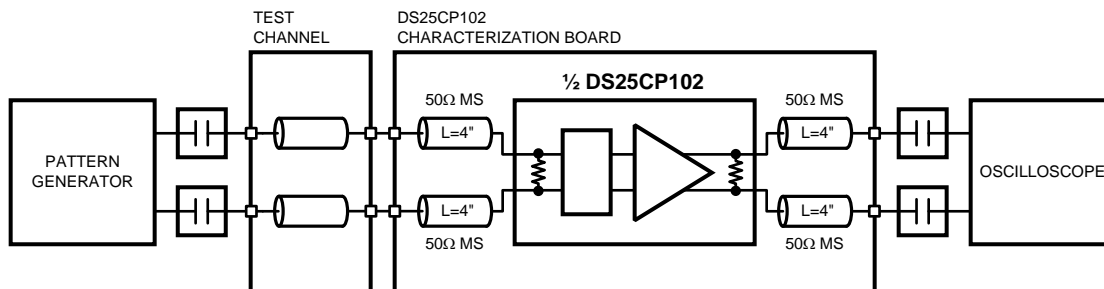 TEST
CHANNEL
DS25CP102
CHARACTERIZATION BOARD
½ DS25CP102
50Ω MS
50Ω MS
L=4"
L=4"
PATTERN
GENERATOR
OSCILLOSCOPE
L=4"
L=4"
50Ω MS
50Ω MS